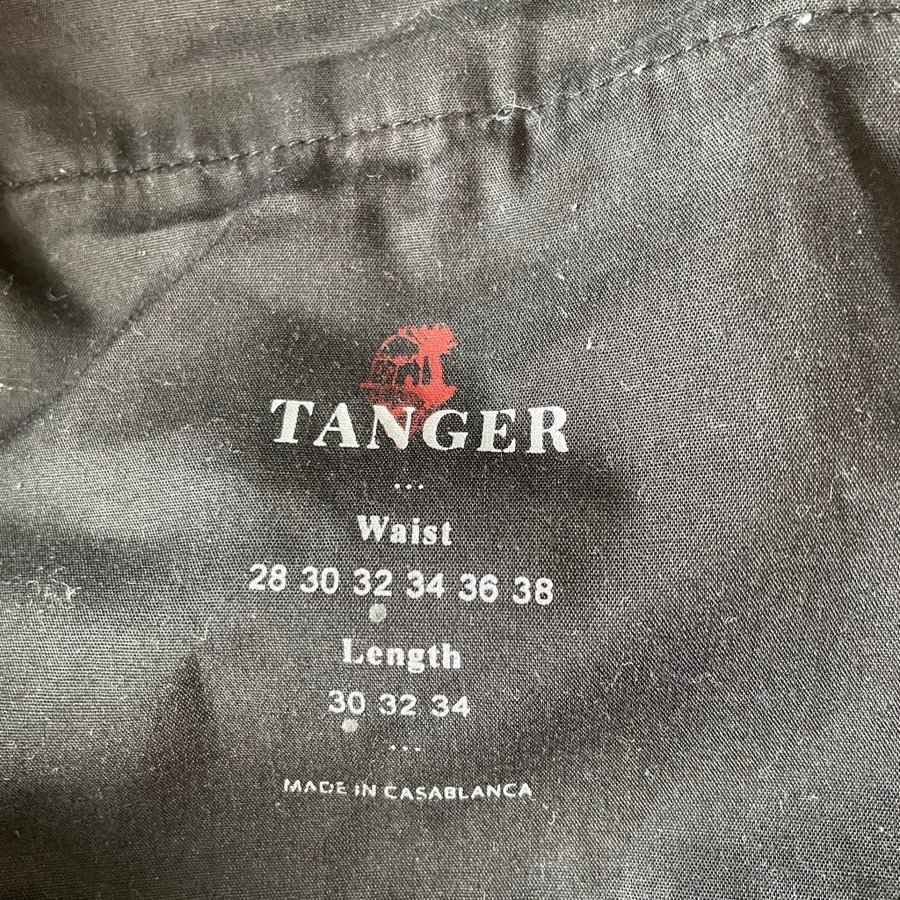 TANGER
...
Waist
28 30 32 34 36 38
Length
30 32 34
...
MADE IN CASABLANCA